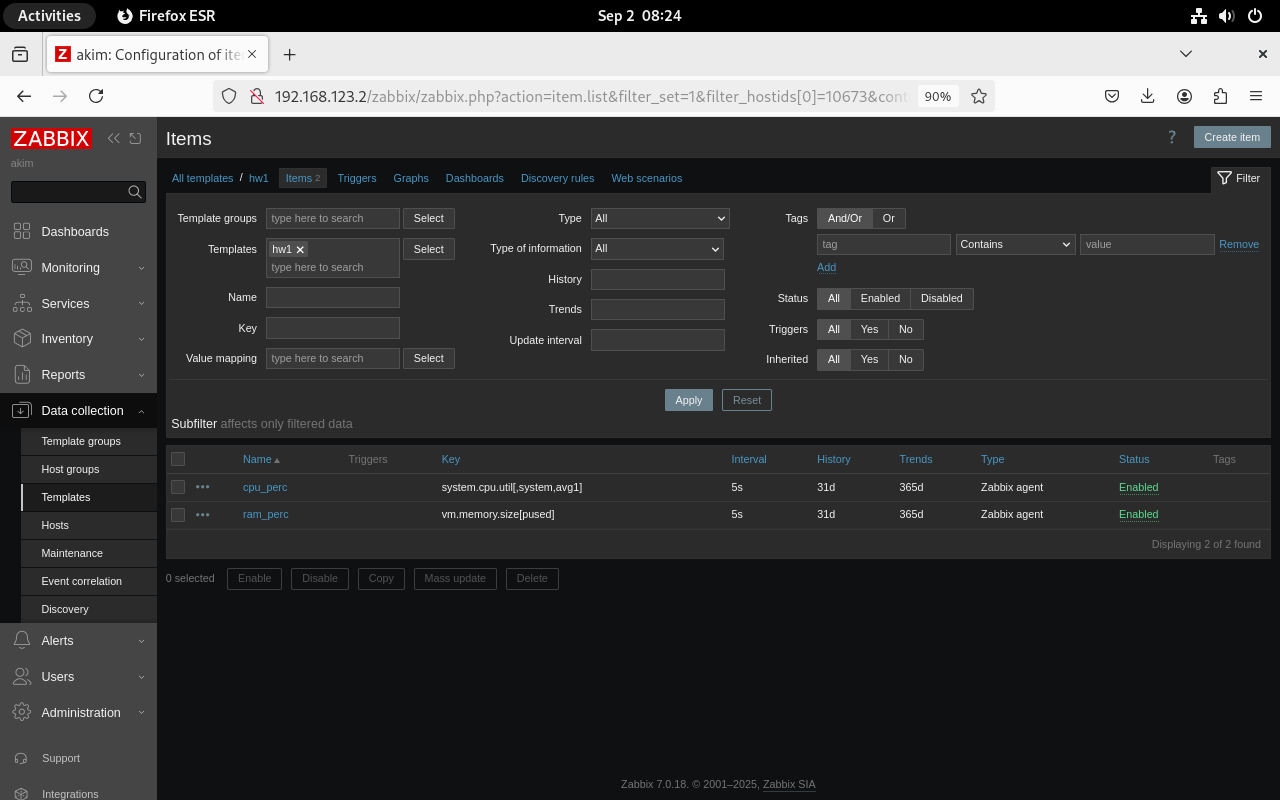 Activities
Firefox ESR
Sep 2 08:24
Z akim: Configuration of ite
192.168.123.2/zabbix/zabbix.php?action=item.list&filter_set=1&filter_hostids[0]=10673&cont
90%
ZABBIX
akim
Dashboards
Monitoring
Services
Inventory
Reports
Data collection
Template groups
Host groups
Templates
Hosts
Maintenance
Event correlation
Discovery
Alerts
Users
Administration
Support
Integrations
Items
? Create item
All templates / hw1 Items 2 Triggers Graphs Dashboards Discovery rules Web scenarios
Filter
Template groups type here to search Select
Templates hw1 Select
type here to search
Name
Key
Value mapping type here to search Select
Type All
Type of information All
History
Trends
Update interval
Tags And/Or Or
tag Contains value Remove
Add
Status All Enabled Disabled
Triggers All Yes No
Inherited All Yes No
Apply Reset
Subfilter affects only filtered data
Name Triggers Key Interval History Trends Type Status Tags
cpu_perc system.cpu.util[,system,avg1] 5s 31d 365d Zabbix agent Enabled
ram_perc vm.memory.size[pused] 5s 31d 365d Zabbix agent Enabled
Displaying 2 of 2 found
0 selected Enable Disable Copy Mass update Delete
Zabbix 7.0.18. © 2001–2025, Zabbix SIA